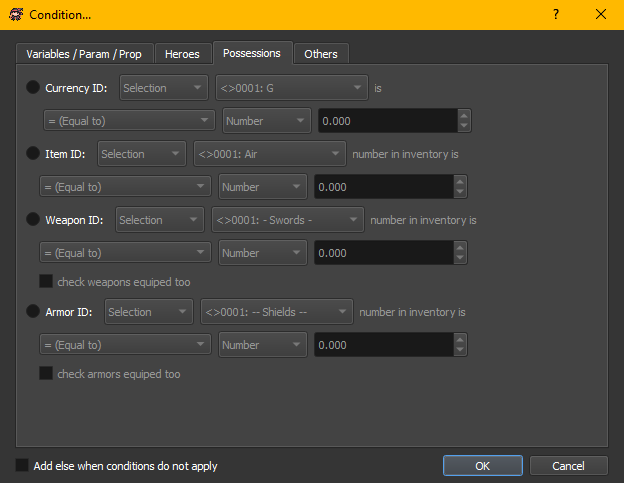 Condition...
Variables / Param / Prop Heroes Possessions Others
Currency ID: Selection <>0001: G is
= (Equal to) Number 0.000
Item ID: Selection <>0001: Air number in inventory is
= (Equal to) Number 0.000
Weapon ID: Selection <>0001: - Swords - number in inventory is
= (Equal to) Number 0.000
check weapons equiped too
Armor ID: Selection <>0001: -- Shields -- number in inventory is
= (Equal to) Number 0.000
check armors equiped too
Add else when conditions do not apply OK Cancel